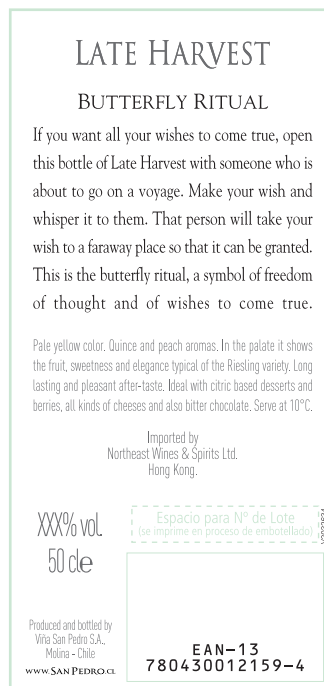 LATE HARVEST
BUTTERFLY RITUAL
If you want all your wishes to come true, open
this bottle of Late Harvest with someone who is
about to go on a voyage. Make your wish and
whisper it to them. That person will take your
wish to a faraway place so that it can be granted.
This is the butterfly ritual, a symbol of freedom
of thought and of wishes to come true.
Pale yellow color. Quince and peach aromas. In the palate it shows
the fruit, sweetness and elegance typical of the Riesling variety. Long
lasting and pleasant after-taste. Ideal with citric based desserts and
berries, all kinds of cheeses and also bitter chocolate. Serve at 10°C.
Imported by
Northeast Wines & Spirits Ltd.
Hong Kong.
XXX% vol.
50 cl e
Espacio para N° de Lote
(se imprime en proceso de embotellado)
Produced and bottled by
Viña San Pedro S.A.,
Molina - Chile
WWW.SANPEDRO.CL
EAN-13
780430012159-4